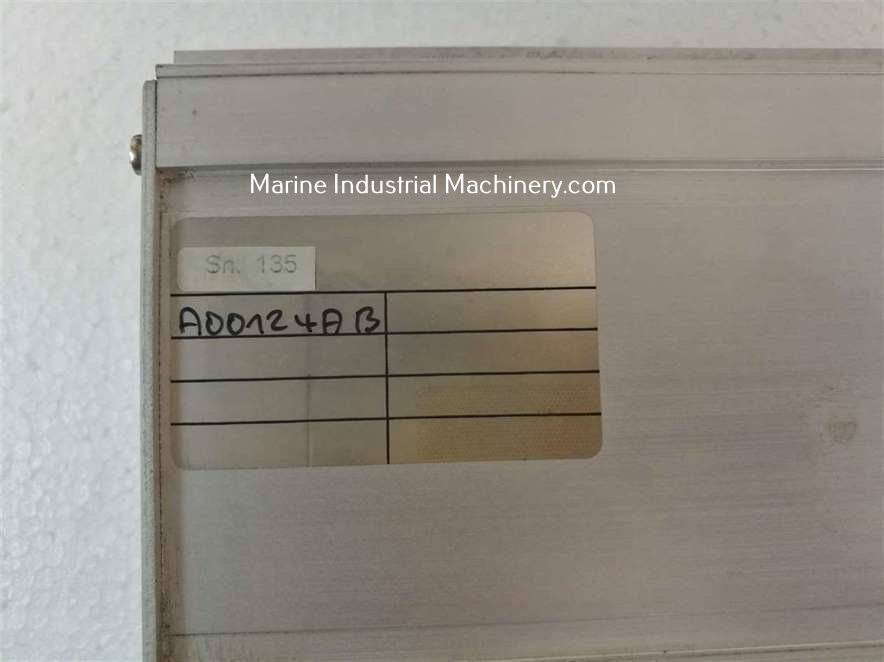 Marine Industrial Machinery.com
Sn: 135
A00124AB